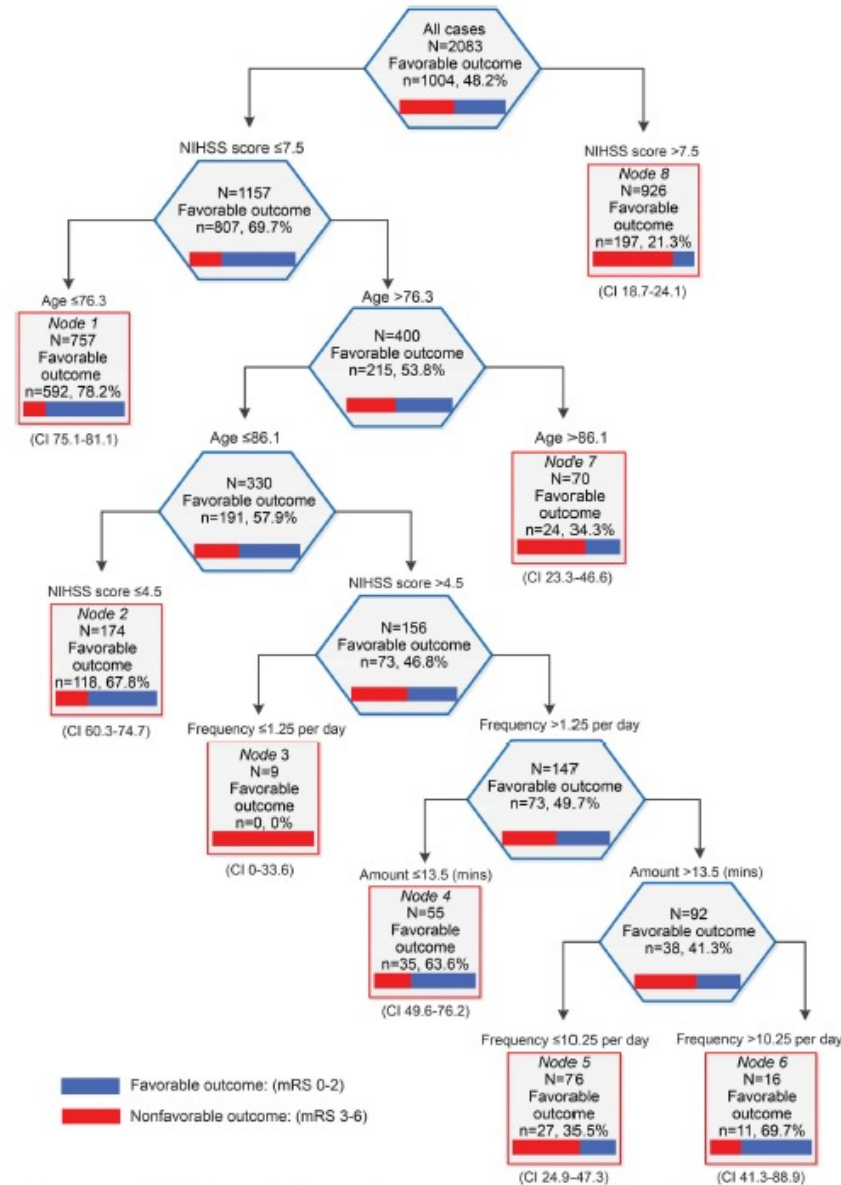 All cases
N=2083
Favorable outcome
n=1004, 48.2%
NIHSS score ≤7.5
NIHSS score >7.5
N=1157
Favorable outcome
n=807, 69.7%
Node 8
N=926
Favorable
outcome
n=197, 21.3%
(CI 18.7-24.1)
Age ≤76.3
Age >76.3
Node 1
N=757
Favorable
outcome
n=592, 78.2%
(CI 75.1-81.1)
N=400
Favorable outcome
n=215, 53.8%
Age ≤86.1
Age >86.1
N=330
Favorable outcome
n=191, 57.9%
Node 7
N=70
Favorable
outcome
n=24, 34.3%
(CI 23.3-46.6)
NIHSS score ≤4.5
NIHSS score >4.5
Node 2
N=174
Favorable
outcome
n=118, 67.8%
(CI 60.3-74.7)
N=156
Favorable outcome
n=73, 46.8%
Frequency ≤1.25 per day
Frequency >1.25 per day
Node 3
N=9
Favorable
outcome
n=0, 0%
(CI 0-33.6)
N=147
Favorable outcome
n=73, 49.7%
Amount ≤13.5 (mins)
Amount >13.5 (mins)
Node 4
N=55
Favorable
outcome
n=35, 63.6%
(CI 49.6-76.2)
N=92
Favorable outcome
n=38, 41.3%
Frequency ≤10.25 per day
Frequency >10.25 per day
Node 5
N=76
Favorable
outcome
n=27, 35.5%
(CI 24.9-47.3)
Node 6
N=16
Favorable
outcome
n=11, 69.7%
(CI 41.3-88.9)
Favorable outcome: (mRS 0-2)
Nonfavorable outcome: (mRS 3-6)